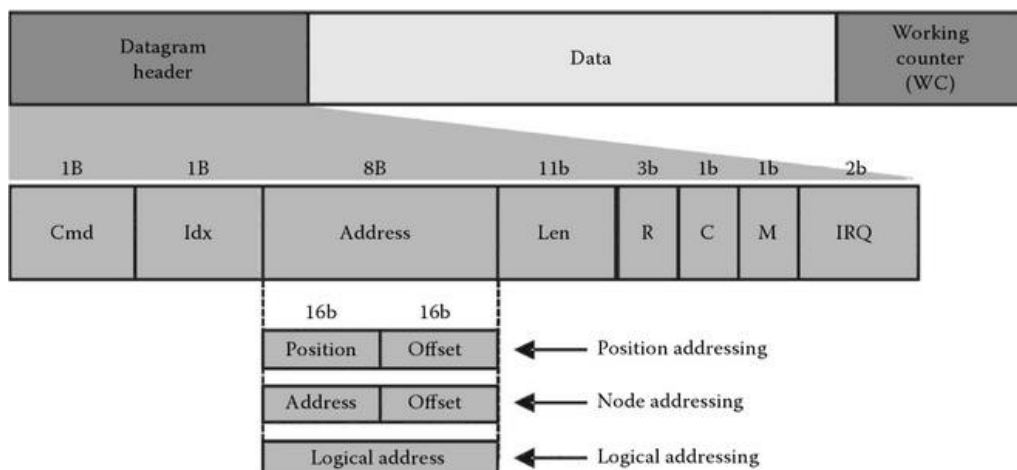 Datagram
header
Data
Working
counter
(WC)
1B 1B 8B 11b 3b 1b 1b 2b
Cmd Idx Address Len R C M IRQ
16b 16b
Position Offset Position addressing
Address Offset Node addressing
Logical address Logical addressing